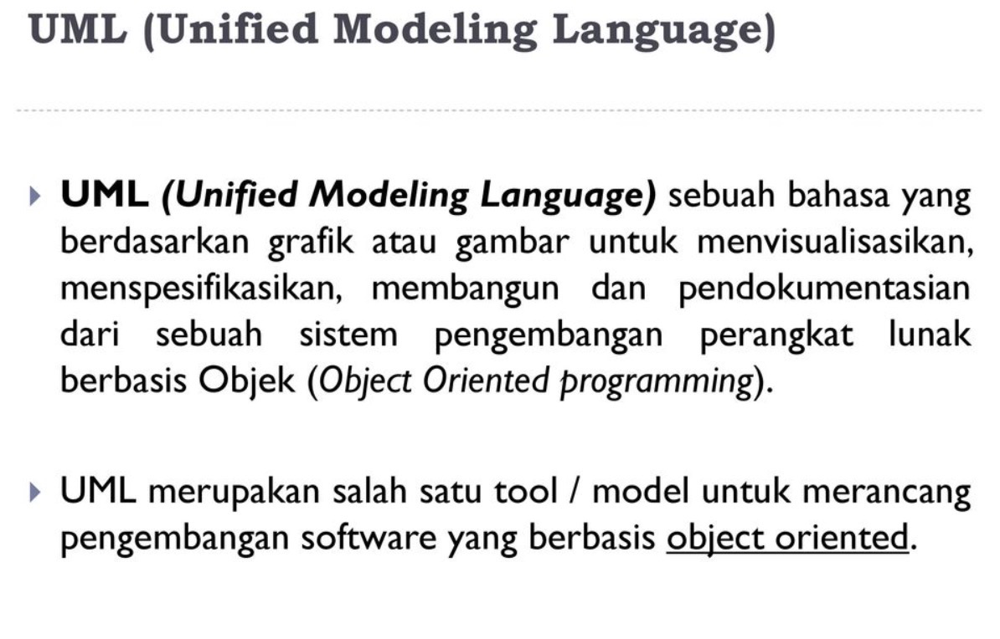 UML (Unified Modeling Language)
UML (Unified Modeling Language) sebuah bahasa yang
berdasarkan grafik atau gambar untuk menvisualisasikan,
menspesifikasikan, membangun dan pendokumentasian
dari sebuah sistem pengembangan perangkat lunak
berbasis Objek (Object Oriented programming).
UML merupakan salah satu tool / model untuk merancang
pengembangan software yang berbasis object oriented.